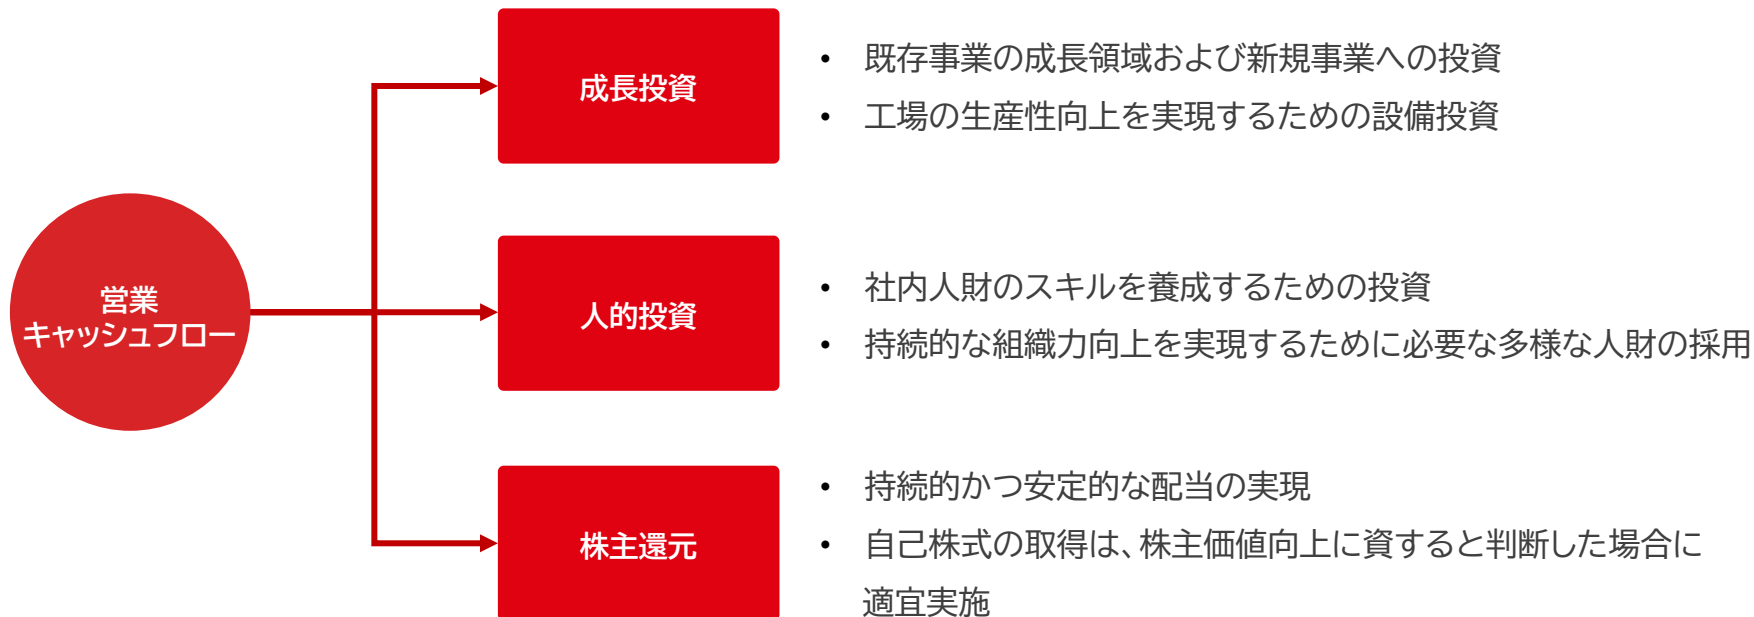 成長投資
• 既存事業の成長領域および新規事業への投資
• 工場の生産性向上を実現するための設備投資
営業
キャッシュフロー
人的投資
• 社内人財のスキルを養成するための投資
• 持続的な組織力向上を実現するために必要な多様な人財の採用
株主還元
• 持続的かつ安定的な配当の実現
• 自己株式の取得は、株主価値向上に資すると判断した場合に
適宜実施